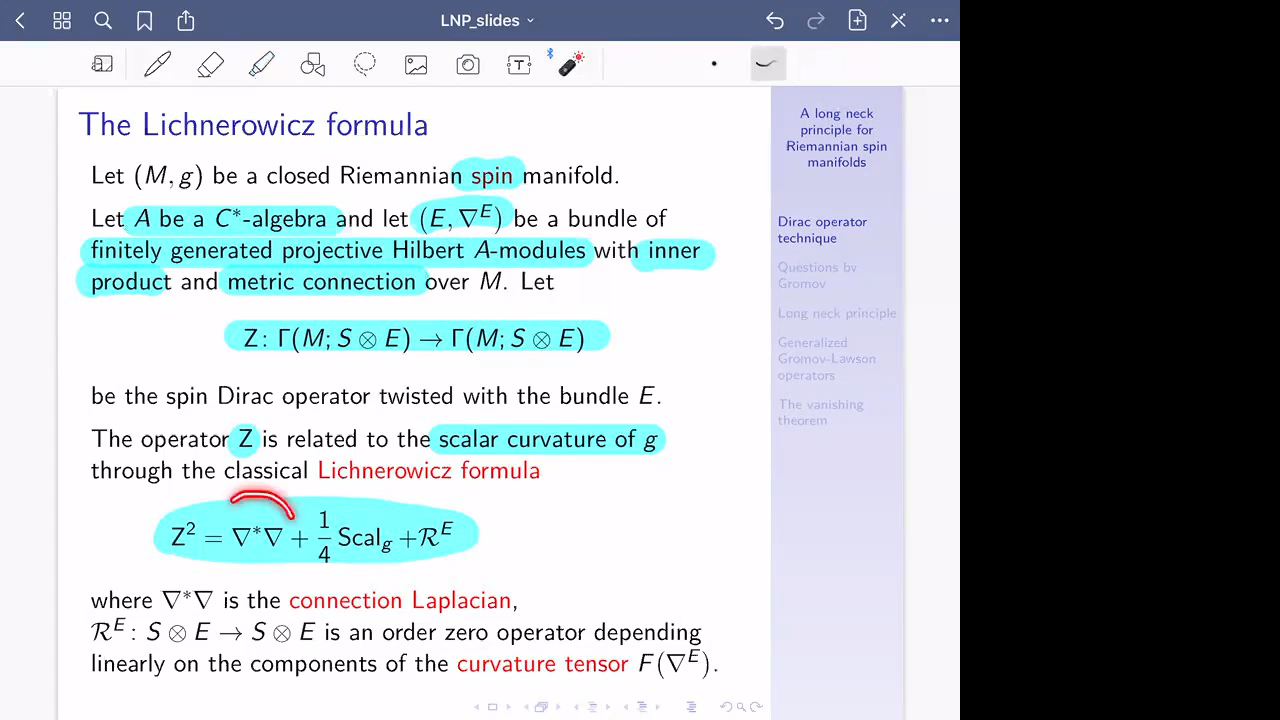 LNP_slides
The Lichnerowicz formula
Let (M, g) be a closed Riemannian spin manifold.
Let A be a C*-algebra and let (E, ∇^E) be a bundle of
finitely generated projective Hilbert A-modules with inner
product and metric connection over M. Let
Z: Γ(M; S ⊗ E) → Γ(M; S ⊗ E)
be the spin Dirac operator twisted with the bundle E.
The operator Z is related to the scalar curvature of g
through the classical Lichnerowicz formula
Z² = ∇*∇ + 1/4 Scal_g + ℛ^E
where ∇*∇ is the connection Laplacian,
ℛ^E : S ⊗ E → S ⊗ E is an order zero operator depending
linearly on the components of the curvature tensor F(∇^E).
A long neck
principle for
Riemannian spin
manifolds
Dirac operator
technique
Questions by
Gromov
Long neck principle
Generalized
Gromov-Lawson
operators
The vanishing
theorem